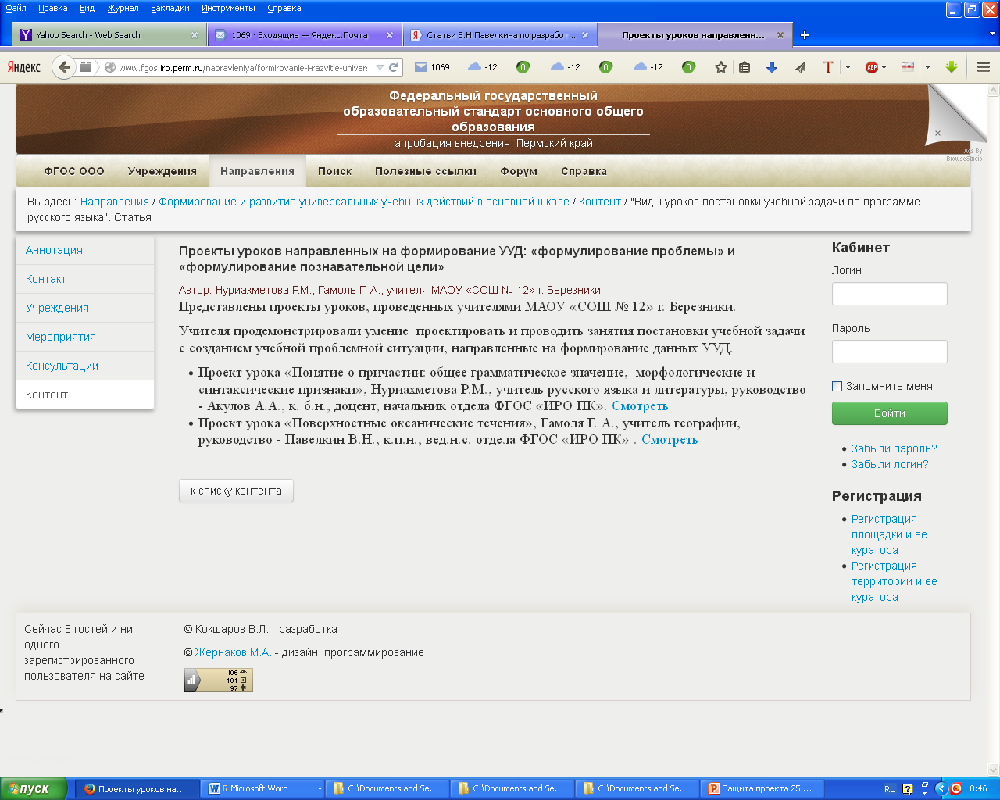 Файл Правка Вид Журнал Закладки Инструменты Справка
Yahoo Search - Web Search
1069 · Входящие — Яндекс.Почта
Статьи В.Н.Павелкина по разработ...
Проекты уроков направленн...
Яндекс
www.fgos.iro.perm.ru/napravleniya/formirovanie-i-razvitie-univer:
1069 -12 0 -12 0 -12 0 T ABP
Федеральный государственный
образовательный стандарт основного общего
образования
апробация внедрения, Пермский край
Ads By
BrowseStudio
ФГОС ООО Учреждения Направления Поиск Полезные ссылки Форум Справка
Вы здесь: Направления / Формирование и развитие универсальных учебных действий в основной школе / Контент / "Виды уроков постановки учебной задачи по программе
русского языка". Статья
Аннотация
Контакт
Учреждения
Мероприятия
Консультации
Контент
Проекты уроков направленных на формирование УУД: «формулирование проблемы» и
«формулирование познавательной цели»
Автор: Нуриахметова Р.М., Гамоль Г. А., учителя МАОУ «СОШ № 12» г. Березники
Представлены проекты уроков, проведенных учителями МАОУ «СОШ № 12» г. Березники.
Учителя продемонстрировали умение проектировать и проводить занятия постановки учебной задачи
с созданием учебной проблемной ситуации, направленные на формирование данных УУД.
• Проект урока «Понятие о причастии: общее грамматическое значение, морфологические и
синтаксические признаки», Нуриахметова Р.М., учитель русского языка и литературы, руководство
- Акулов А.А., к. б.н., доцент, начальник отдела ФГОС «ИРО ПК». Смотреть
• Проект урока «Поверхностные океанические течения», Гамоля Г. А., учитель географии,
руководство - Павелкин В.Н., к.п.н., вед.н.с. отдела ФГОС «ИРО ПК» . Смотреть
к списку контента
Кабинет
Логин
Пароль
Запомнить меня
Войти
• Забыли пароль?
• Забыли логин?
Регистрация
• Регистрация
площадки и ее
куратора
• Регистрация
территории и ее
куратора
Сейчас 8 гостей и ни
одного
зарегистрированного
пользователя на сайте
© Кокшаров В.Л. - разработка
© Жернаков М.А. - дизайн, программирование
406
101
97
пуск
Проекты уроков на...
6 Microsoft Word
C:\Documents and Se...
C:\Documents and Se...
C:\Documents and Se...
Защита проекта 25 ...
RU
0:46